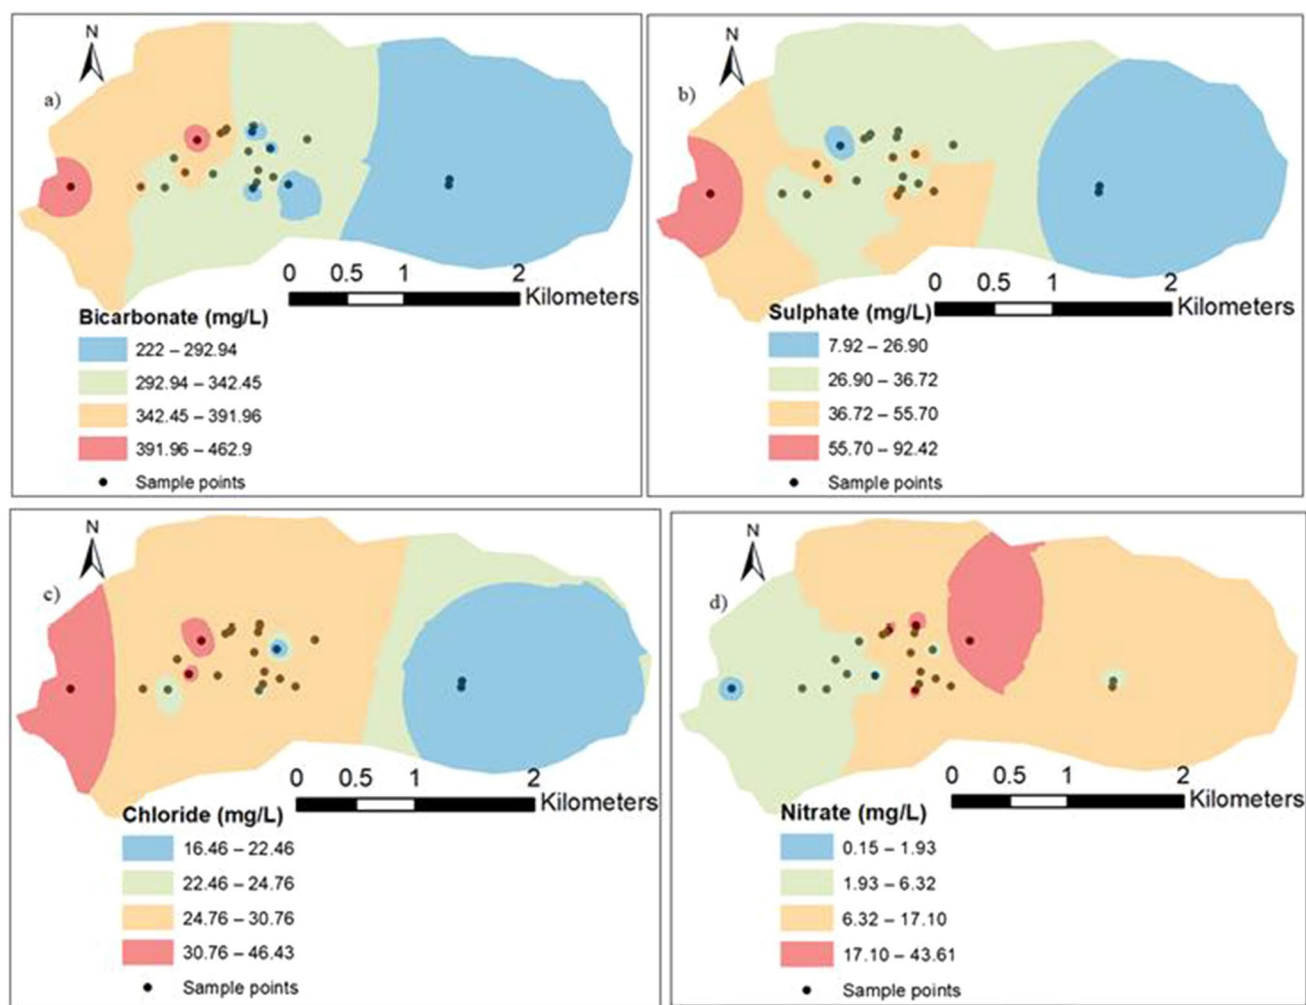 N
a)
0 0.5 1 2
Kilometers
Bicarbonate (mg/L)
222 – 292.94
292.94 – 342.45
342.45 – 391.96
391.96 – 462.9
Sample points
N
b)
0 0.5 1 2
Kilometers
Sulphate (mg/L)
7.92 – 26.90
26.90 – 36.72
36.72 – 55.70
55.70 – 92.42
Sample points
N
c)
0 0.5 1 2
Kilometers
Chloride (mg/L)
16.46 – 22.46
22.46 – 24.76
24.76 – 30.76
30.76 – 46.43
Sample points
N
d)
0 0.5 1 2
Kilometers
Nitrate (mg/L)
0.15 – 1.93
1.93 – 6.32
6.32 – 17.10
17.10 – 43.61
Sample points